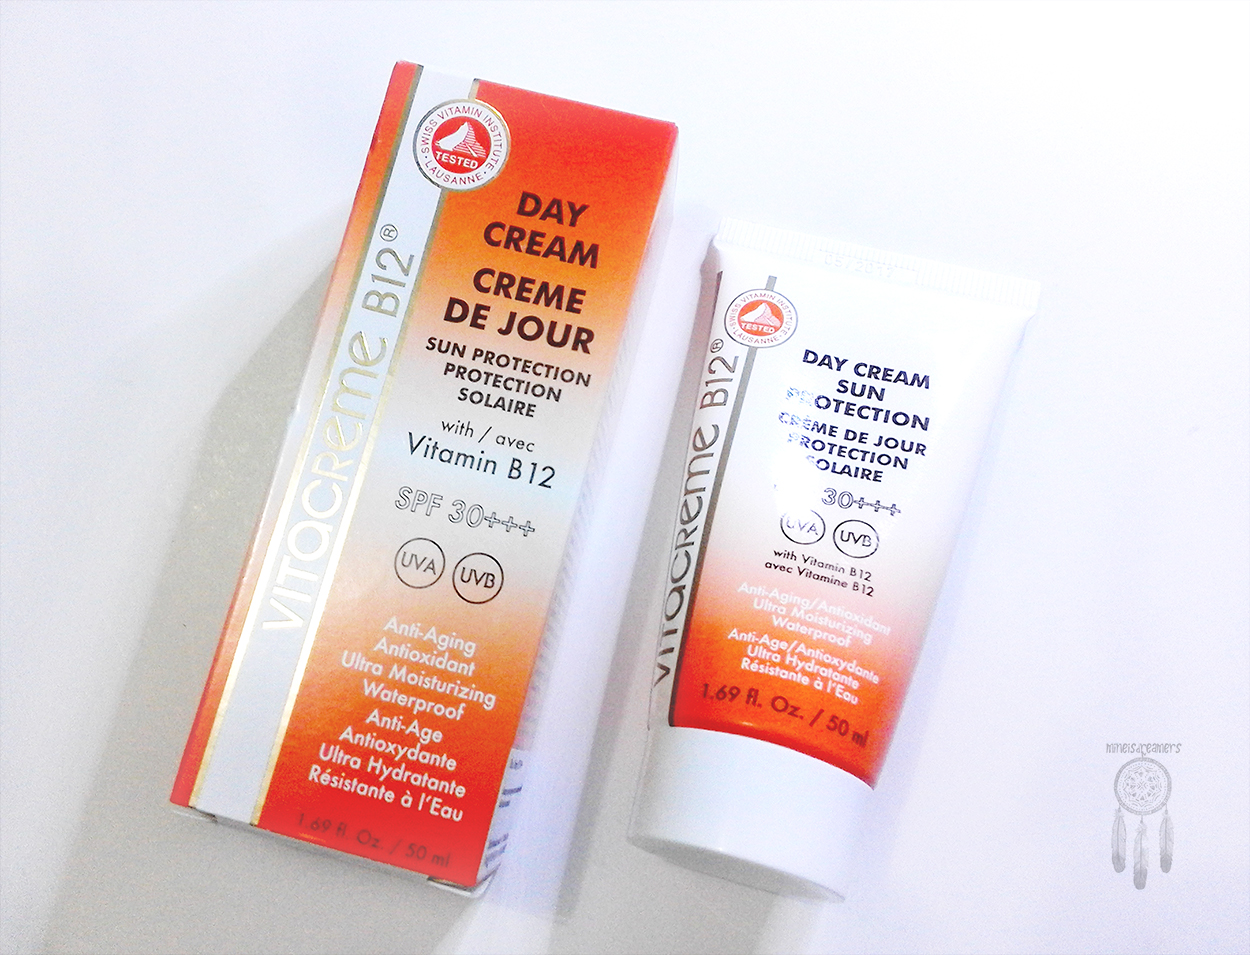 SWISS VITAMIN INSTITUTE
TESTED
LAUSANNE
VITACREME B12®
DAY
CREAM
CREME
DE JOUR
SUN PROTECTION
PROTECTION
SOLAIRE
with / avec
Vitamin B12
SPF 30+++
UVA UVB
Anti-Aging
Antioxidant
Ultra Moisturizing
Waterproof
Anti-Age
Antioxydante
Ultra Hydratante
Résistante à l'Eau
1.69 fl. Oz. / 50 ml
SWISS VITAMIN INSTITUTE
TESTED
LAUSANNE
VITACREME B12®
DAY CREAM
SUN
PROTECTION
CRÈME DE JOUR
PROTECTION
SOLAIRE
30+++
UVA UVB
with Vitamin B12
avec Vitamine B12
Anti-Aging/Antioxidant
Ultra Moisturizing
Waterproof
Anti-Age/Antioxydante
Ultra Hydratante
Résistante à l'Eau
1.69 fl. Oz. / 50 ml
mineisdreamers